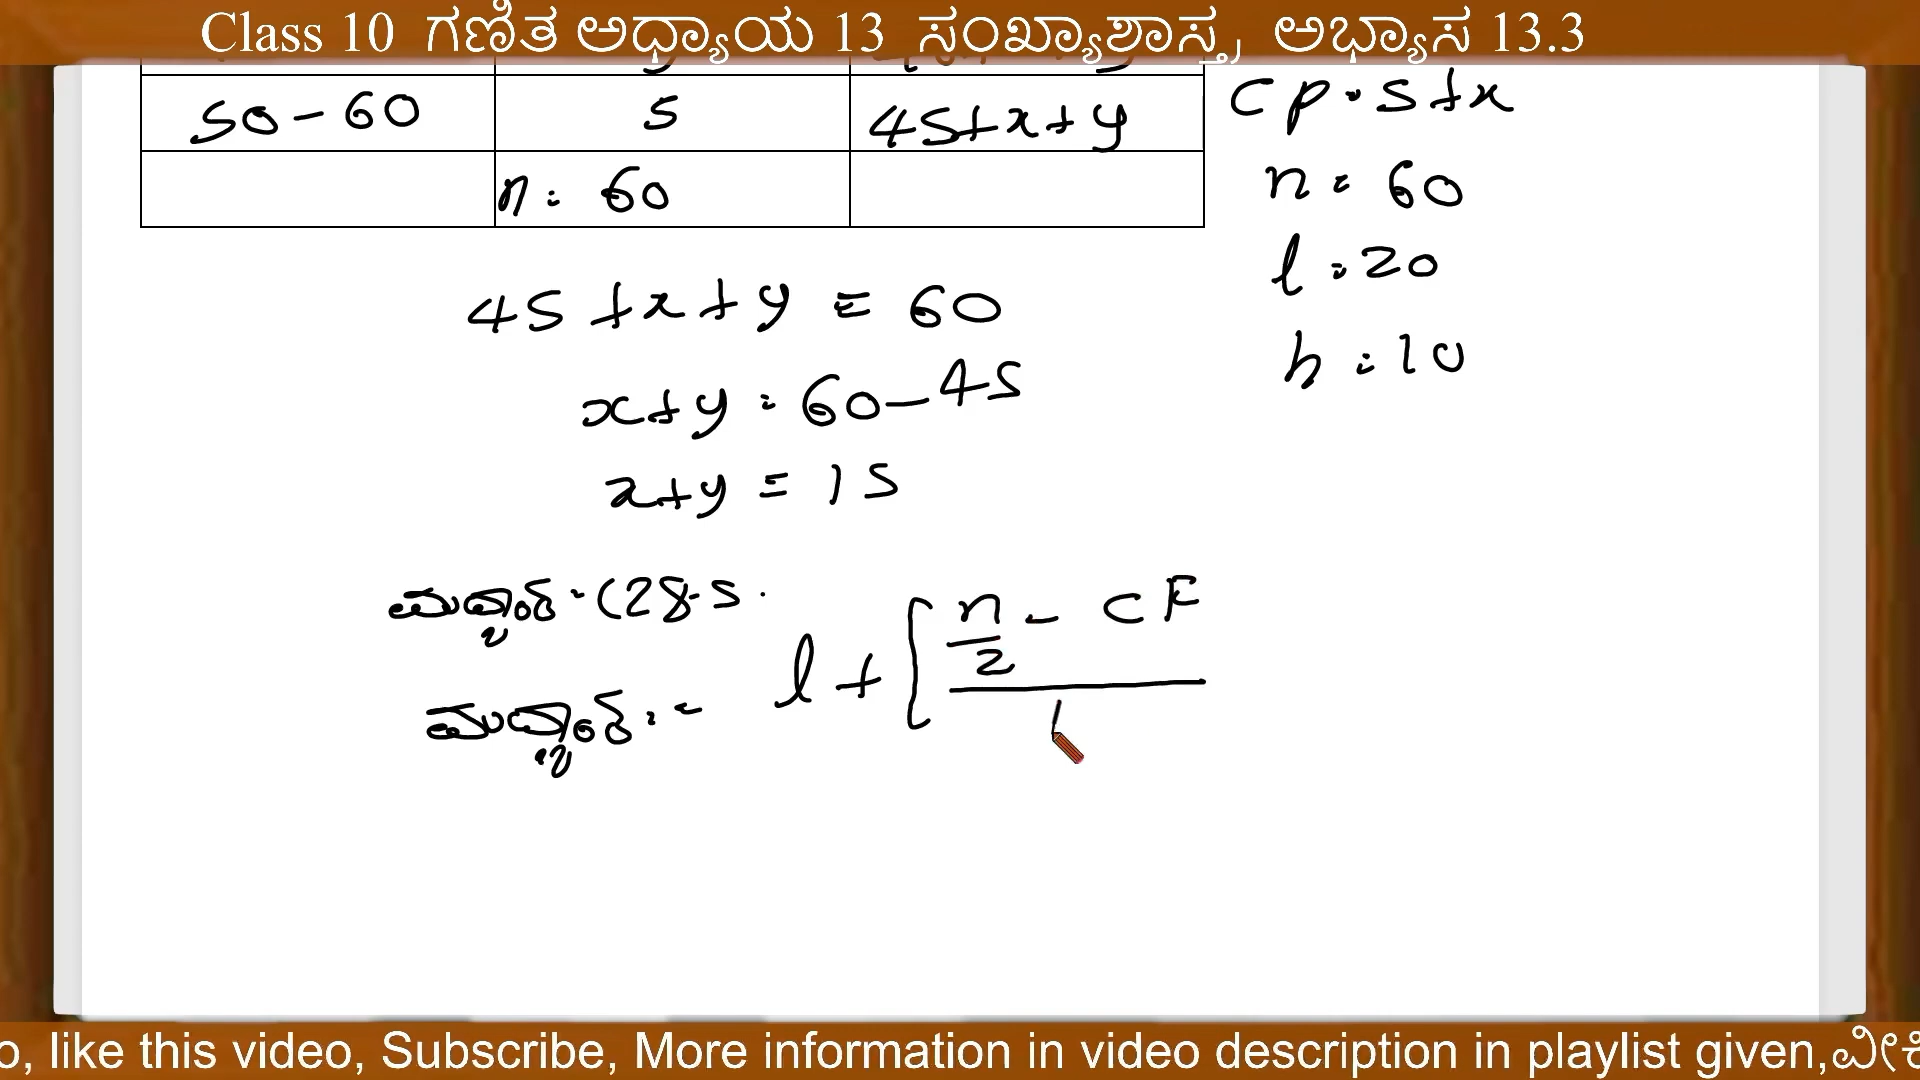 Class 10 ಗಣಿತ ಅಧ್ಯಾಯ 13 ಸಂಖ್ಯಾಶಾಸ್ತ್ರ, ಅಭ್ಯಾಸ 13.3
50 - 60 5 45+x+y
n = 60
CF = 5+x
n = 60
l = 20
h = 10
45 + x + y = 60
x+y = 60 - 45
x+y = 15
ಮಧ್ಯಾಂಕ = (28.5
ಮಧ್ಯಾಂಕ = l + [ n/2 - CF
o, like this video, Subscribe, More information in video description in playlist given,